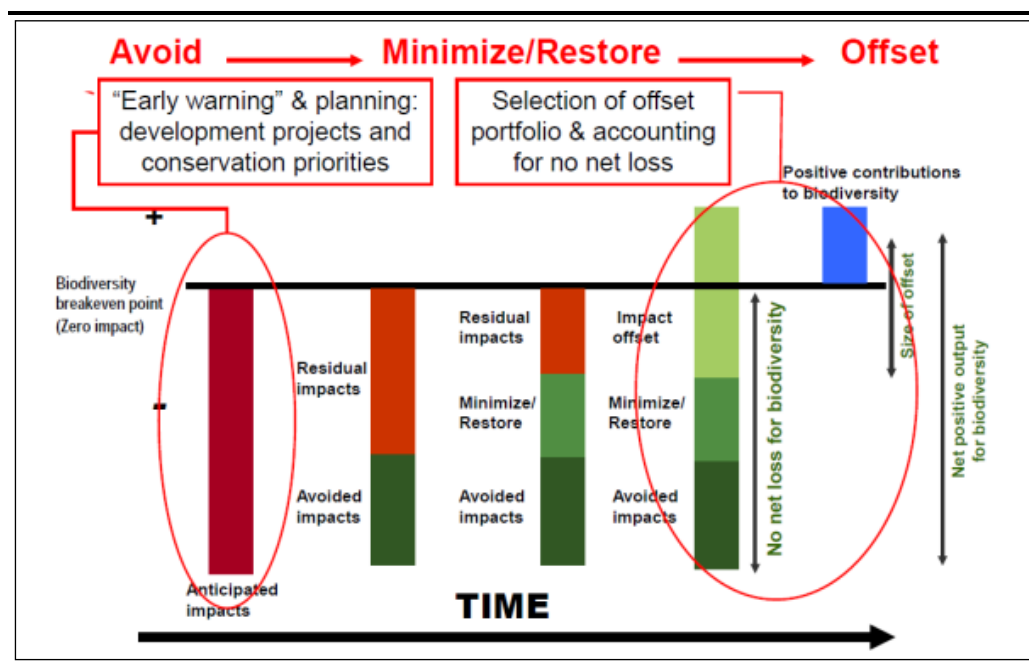 Avoid
Minimize/Restore
Offset
“Early warning” & planning:
development projects and
conservation priorities
Selection of offset
portfolio & accounting
for no net loss
Positive contributions
to biodiversity
+
Biodiversity
breakeven point
(Zero impact)
-
Anticipated
impacts
Residual
impacts
Avoided
impacts
Residual
impacts
Minimize/
Restore
Avoided
impacts
Impact
offset
Minimize/
Restore
Avoided
impacts
No net loss for biodiversity
Size of offset
Net positive output
for biodiversity
TIME